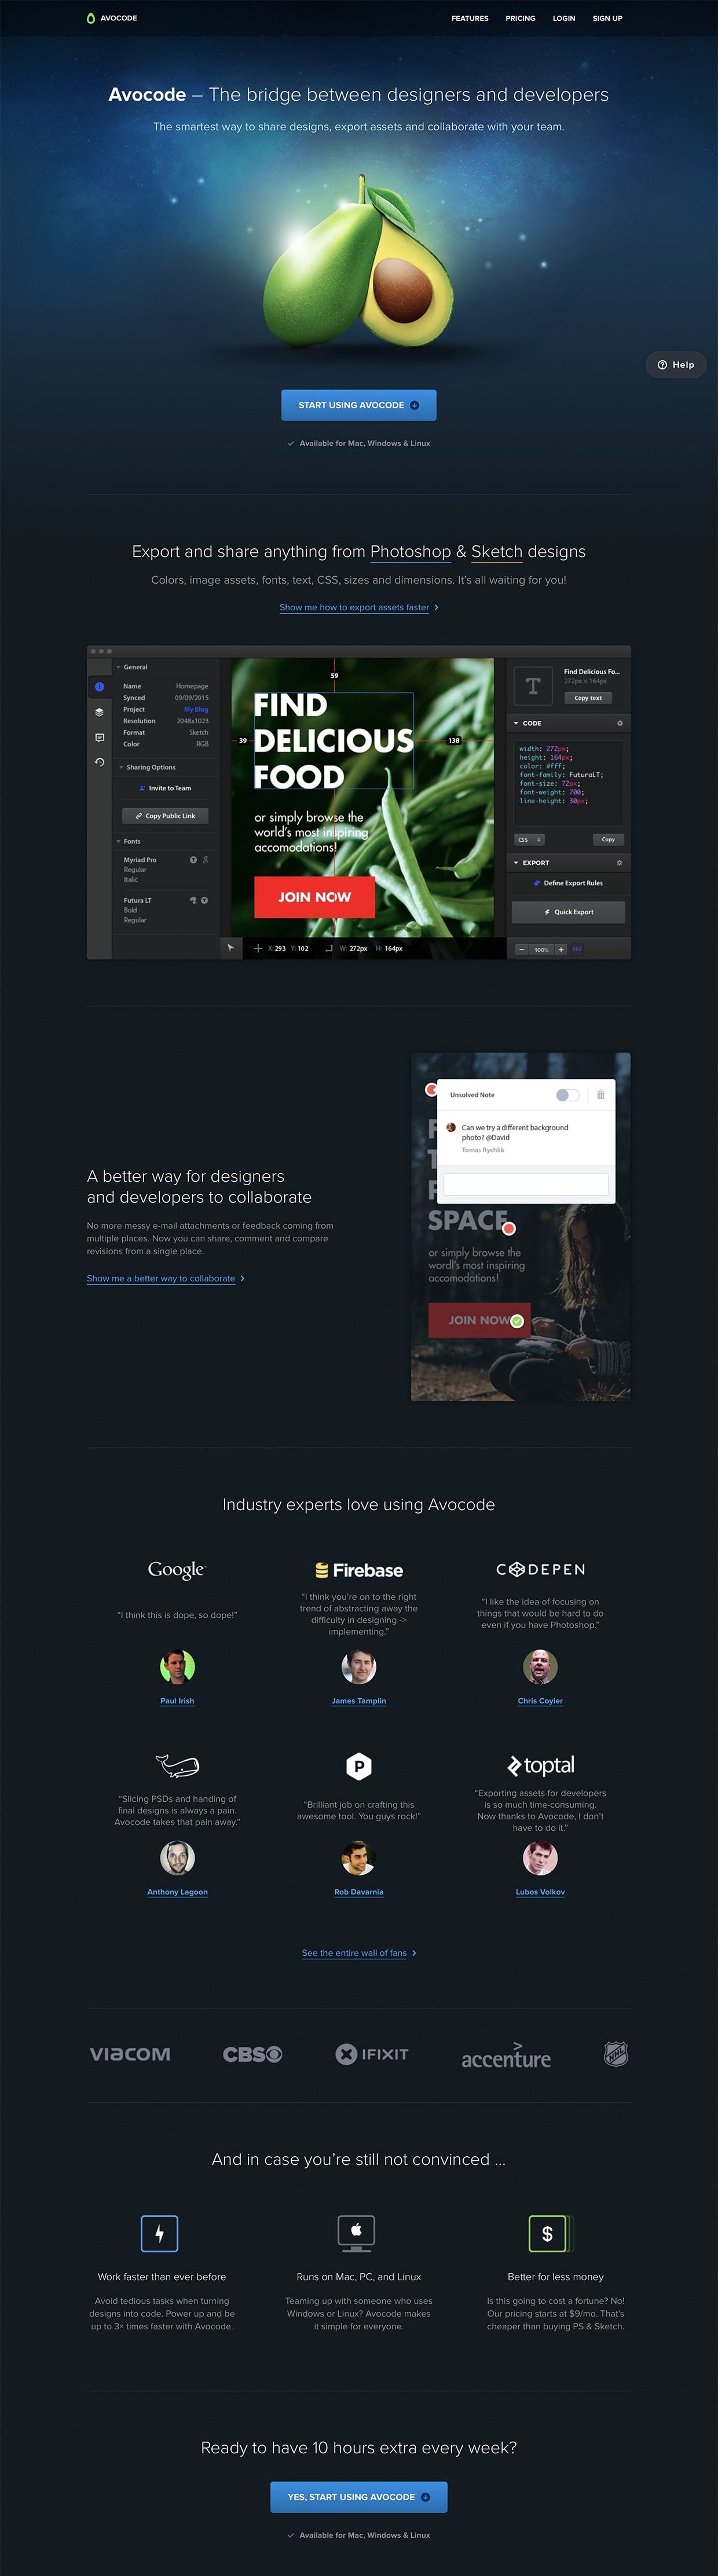 AVOCODE
FEATURES PRICING LOGIN SIGN UP
Avocode – The bridge between designers and developers
The smartest way to share designs, export assets and collaborate with your team.
Help
START USING AVOCODE
Available for Mac, Windows & Linux
Export and share anything from Photoshop & Sketch designs
Colors, image assets, fonts, text, CSS, sizes and dimensions. It's all waiting for you!
Show me how to export assets faster
General
Name Homepage
Synced 09/09/2015
Project My Blog
Resolution 2048x1023
Format Sketch
Color RGB
Sharing Options
Invite to Team
Copy Public Link
Fonts
Myriad Pro
Regular
Italic
Futura LT
Bold
Regular
59
39
138
FIND
DELICIOUS
FOOD
or simply browse the
world's most inspiring
accomodations!
JOIN NOW
X: 293 Y: 102 W: 272px H: 164px
T
Find Delicious Fo...
272px x 164px
Copy text
CODE
width: 272px;
height: 164px;
color: #fff;
font-family: FuturaLT;
font-size: 72px;
font-weight: 700;
line-height: 30px;
CSS
Copy
EXPORT
Define Export Rules
Quick Export
− 100% +
A better way for designers
and developers to collaborate
No more messy e-mail attachments or feedback coming from
multiple places. Now you can share, comment and compare
revisions from a single place.
Show me a better way to collaborate
Unsolved Note
Can we try a different background
photo? @David
Tomas Rychlik
SPACE
or simply browse the
wordl's most inspiring
accomodations!
JOIN NOW
Industry experts love using Avocode
Google
"I think this is dope, so dope!"
Paul Irish
Firebase
"I think you're on to the right
trend of abstracting away the
difficulty in designing ->
implementing."
James Tamplin
CODEPEN
"I like the idea of focusing on
things that would be hard to do
even if you have Photoshop."
Chris Coyier
"Slicing PSDs and handing of
final designs is always a pain.
Avocode takes that pain away."
Anthony Lagoon
P
"Brilliant job on crafting this
awesome tool. You guys rock!"
Rob Davarnia
toptal
"Exporting assets for developers
is so much time-consuming.
Now thanks to Avocode, I don't
have to do it."
Lubos Volkov
See the entire wall of fans
VIACOM CBS IFIXIT accenture NHL
And in case you're still not convinced ...
Work faster than ever before
Avoid tedious tasks when turning
designs into code. Power up and be
up to 3× times faster with Avocode.
Runs on Mac, PC, and Linux
Teaming up with someone who uses
Windows or Linux? Avocode makes
it simple for everyone.
$
Better for less money
Is this going to cost a fortune? No!
Our pricing starts at $9/mo. That's
cheaper than buying PS & Sketch.
Ready to have 10 hours extra every week?
YES, START USING AVOCODE
Available for Mac, Windows & Linux